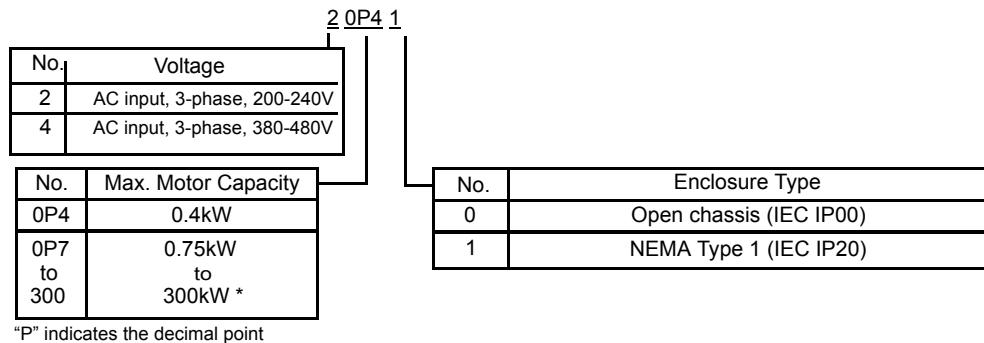 2 0P4 1
No. Voltage
2 AC input, 3-phase, 200-240V
4 AC input, 3-phase, 380-480V
No. Max. Motor Capacity
0P4 0.4kW
0P7 0.75kW
to to
300 300kW *
"P" indicates the decimal point
No. Enclosure Type
0 Open chassis (IEC IP00)
1 NEMA Type 1 (IEC IP20)